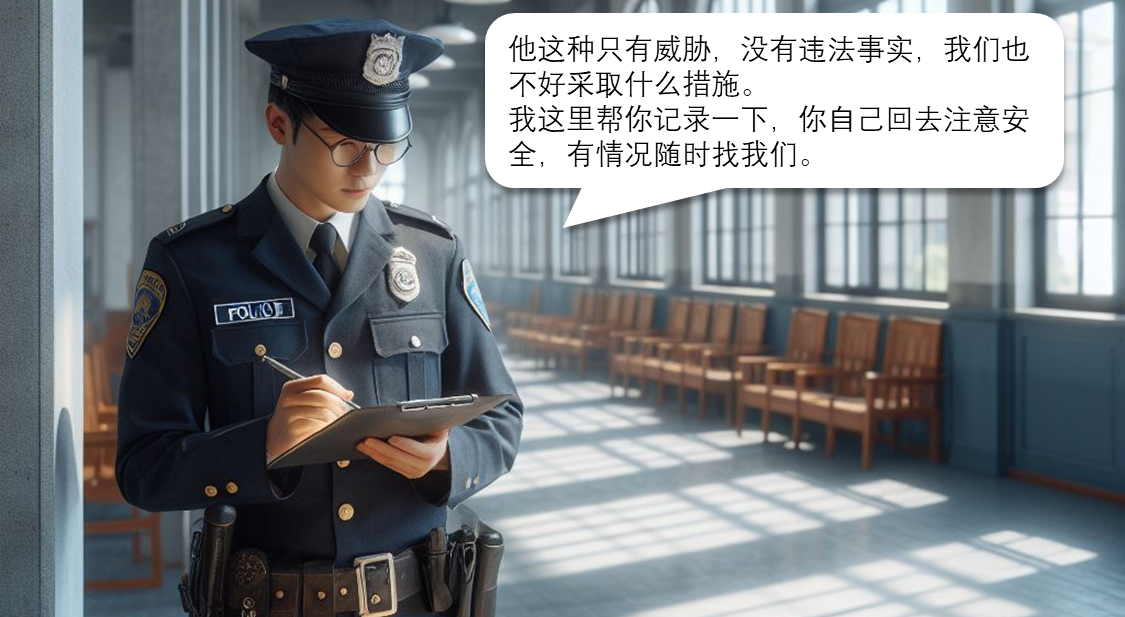 他这种只有威胁，没有违法事实，我们也
不好采取什么措施。
我这里帮你记录一下，你自己回去注意安
全，有情况随时找我们。